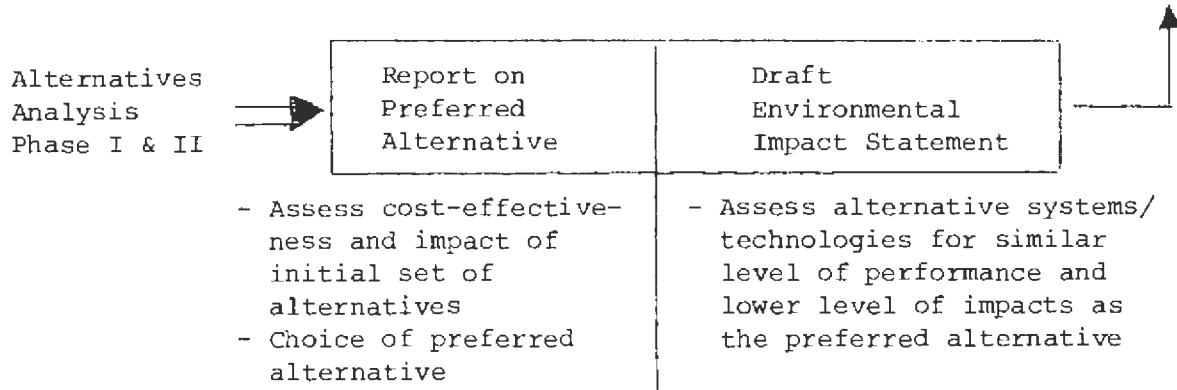 Alternatives
Analysis
Phase I & II
Report on
Preferred
Alternative
Draft
Environmental
Impact Statement
- Assess cost-effective-
ness and impact of
initial set of
alternatives
- Choice of preferred
alternative
- Assess alternative systems/
technologies for similar
level of performance and
lower level of impacts as
the preferred alternative